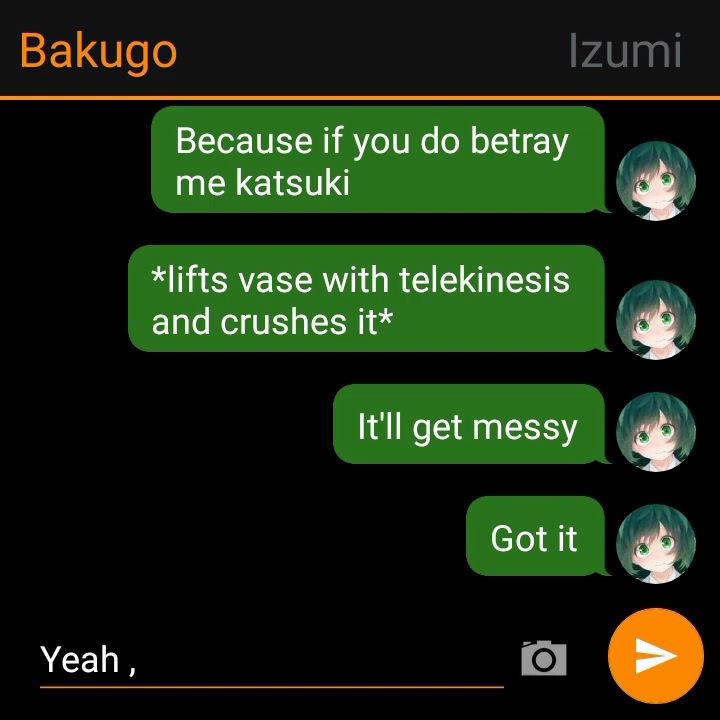 Bakugo
Izumi
Because if you do betray
me katsuki
*lifts vase with telekinesis
and crushes it*
It'll get messy
Got it
Yeah ,